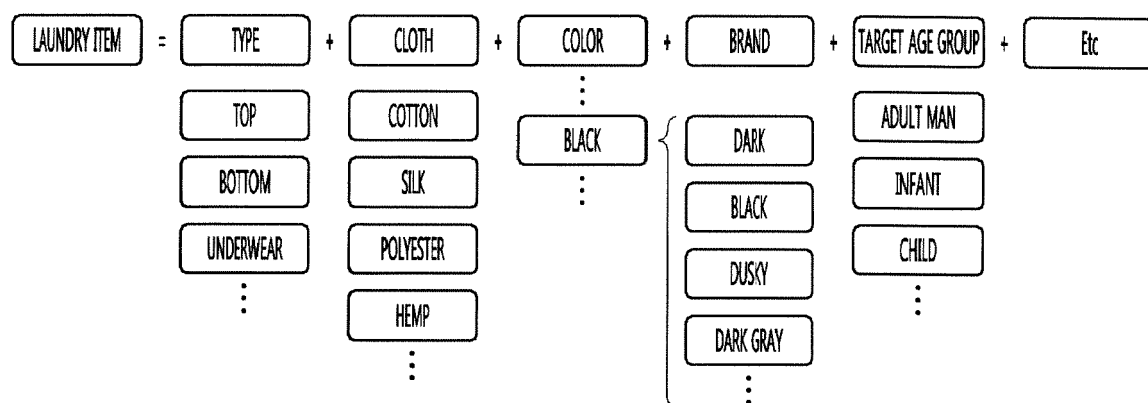 LAUNDRY ITEM = TYPE + CLOTH + COLOR + BRAND + TARGET AGE GROUP + Etc
TOP
BOTTOM
UNDERWEAR
COTTON
SILK
POLYESTER
HEMP
BLACK
DARK
BLACK
DUSKY
DARK GRAY
ADULT MAN
INFANT
CHILD